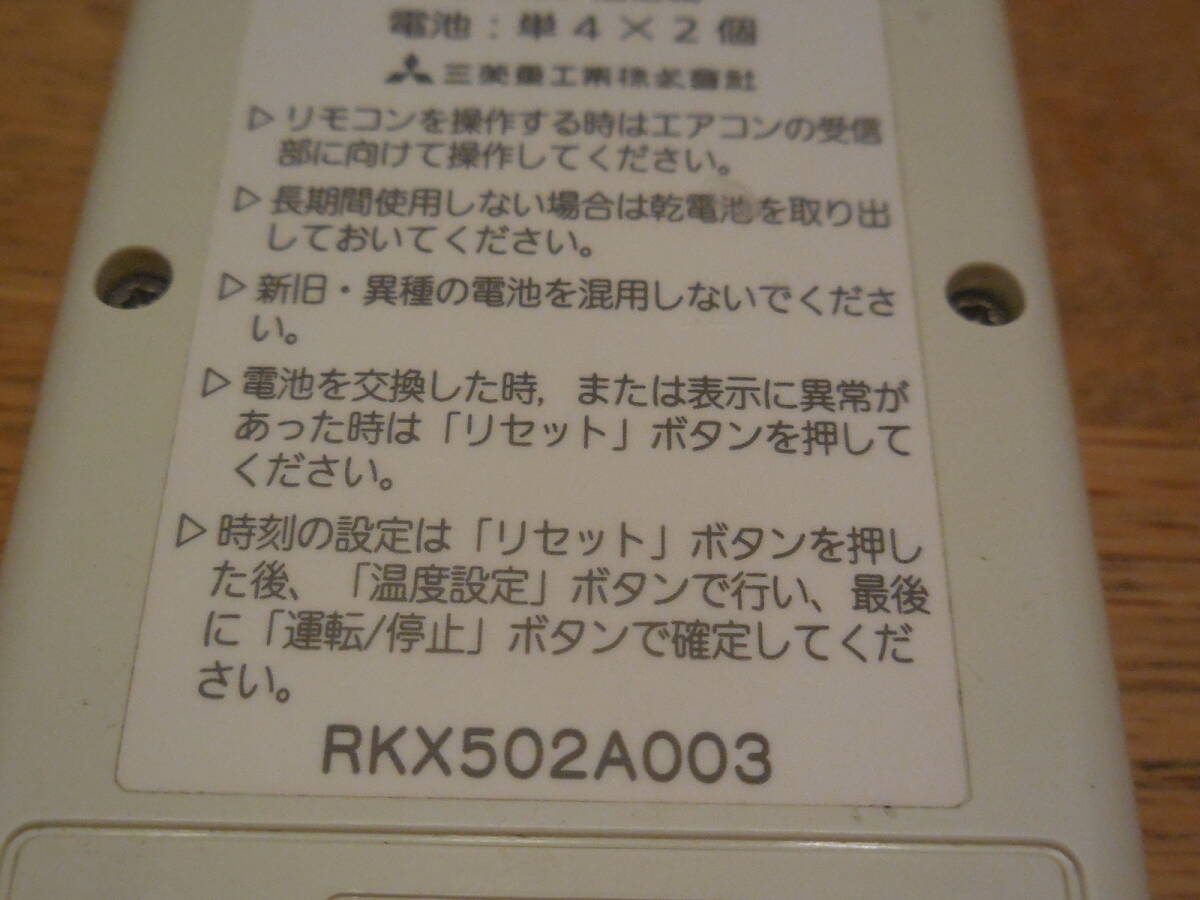 電池：単4×2個
三菱重工業株式會社
▷リモコンを操作する時はエアコンの受信
部に向けて操作してください。
▷長期間使用しない場合は乾電池を取り出
しておいてください。
▷新旧・異種の電池を混用しないでくださ
い。
▷電池を交換した時，または表示に異常が
あった時は「リセット」ボタンを押して
ください。
▷時刻の設定は「リセット」ボタンを押し
た後、「温度設定」ボタンで行い、最後
に「運転/停止」ボタンで確定してくだ
さい。
RKX502A003